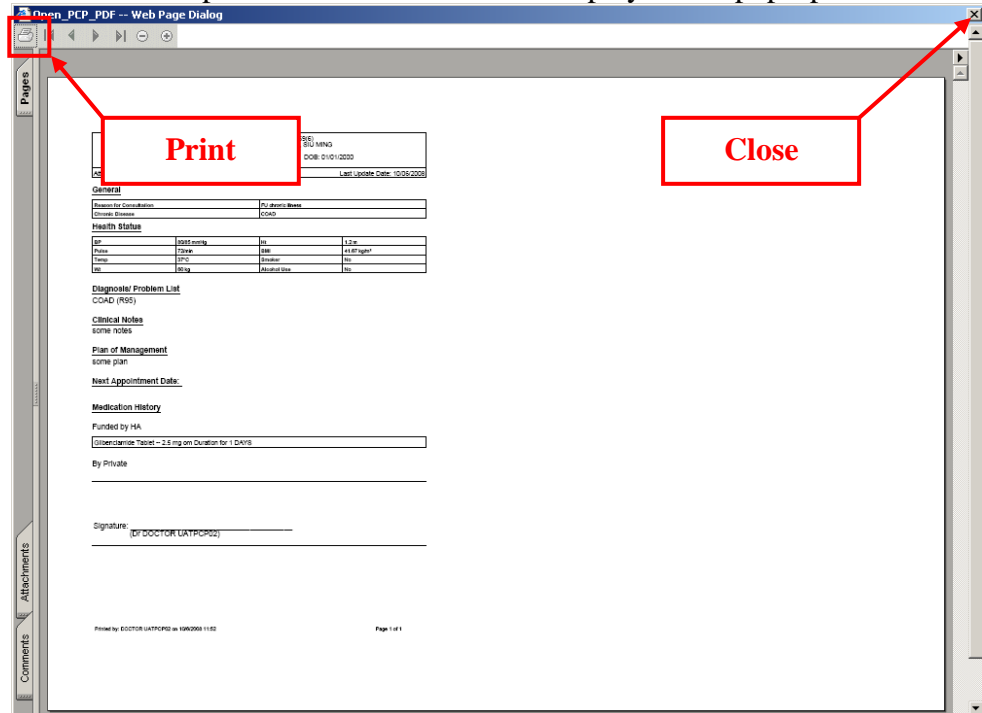 Open_PCP_PDF -- Web Page Dialog
Pages
Print
Close
SIU MING
DOB: 01/01/2000
Last Update Date: 10/06/2008
General
Reason for Consultation FU chronic illness
Chronic Disease COAD
Health Status
BP mmHg Ht 1.2 m
Pulse 72/min BMI 41.67 kg/m²
Temp 37°C Smoker No
Wt 60 kg Alcohol Use No
Diagnosis/ Problem List
COAD (R95)
Clinical Notes
some notes
Plan of Management
some plan
Next Appointment Date:
Medication History
Funded by HA
Glibenclamide Tablet -- 2.5 mg om Duration for 1 DAYS
By Private
Signature:
(Dr DOCTOR UATPCP02)
Attachments
Comments
Printed by: DOCTOR UATPCP02 on 10/6/2008 11:52 Page 1 of 1